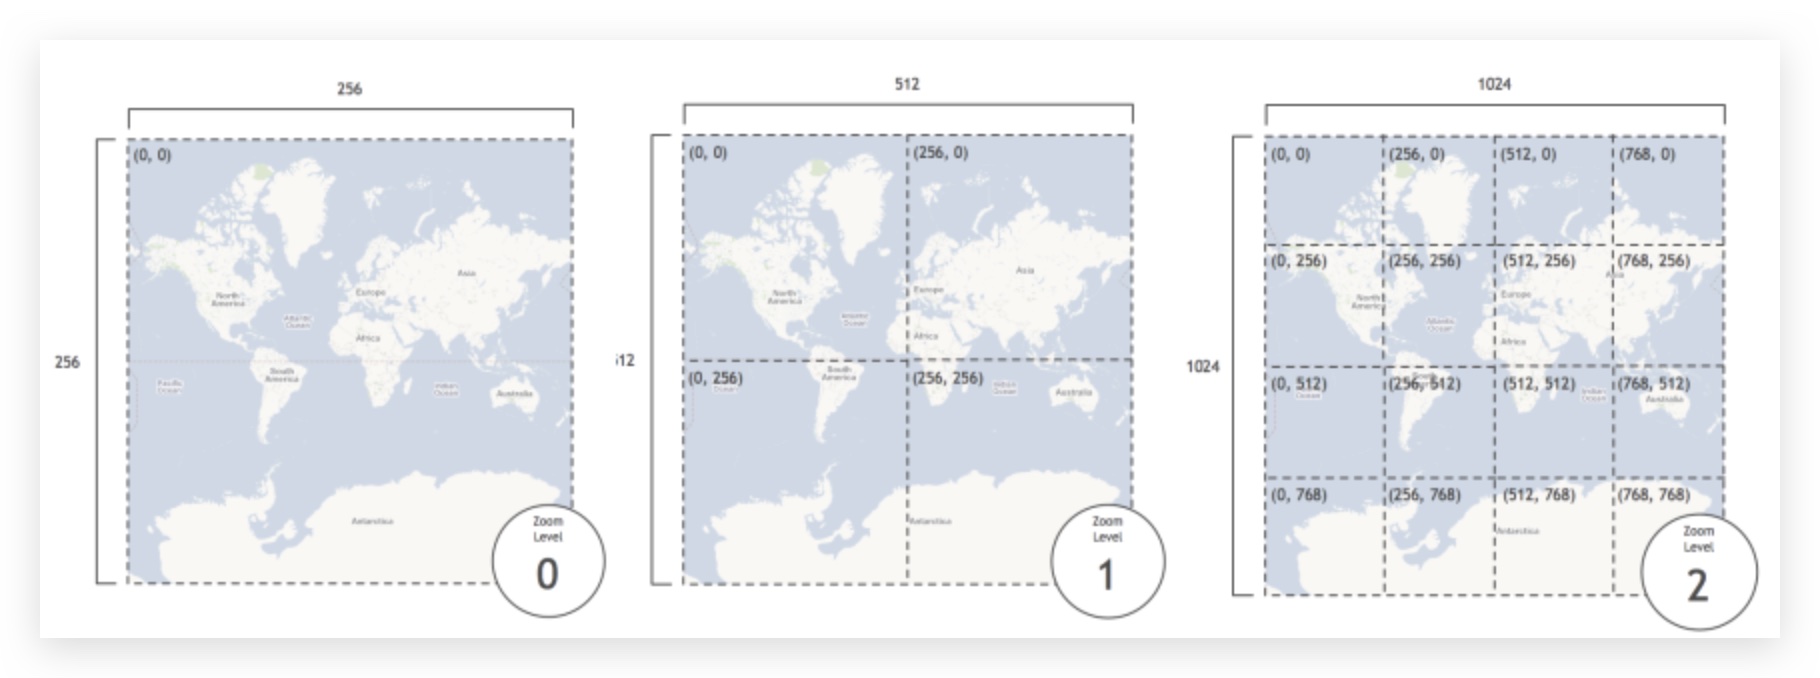 256
256
(0, 0)
North
America
Atlantic
Ocean
Europe
Asia
Africa
Pacific
Ocean
South
America
Indian
Ocean
Australia
Antarctica
Zoom
Level
0
512
i12
(0, 0)
(256, 0)
North
America
Atlantic
Ocean
Europe
Asia
Africa
(0, 256)
Ocean
South
America
(256, 256)
Indian
Ocean
Australia
Antarctica
Zoom
Level
1
1024
1024
(0, 0)
(256, 0)
(512, 0)
(768, 0)
(0, 256)
(256, 256)
(512, 256)
(768, 256)
Asia
North
America
Atlantic
Ocean
Europe
Africa
(0, 512)
Ocean
(256, 512)
(512, 512)
Indian
Ocean
(768, 512)
Australia
(0, 768)
(256, 768)
(512, 768)
(768, 768)
Antarctica
Zoom
Level
2